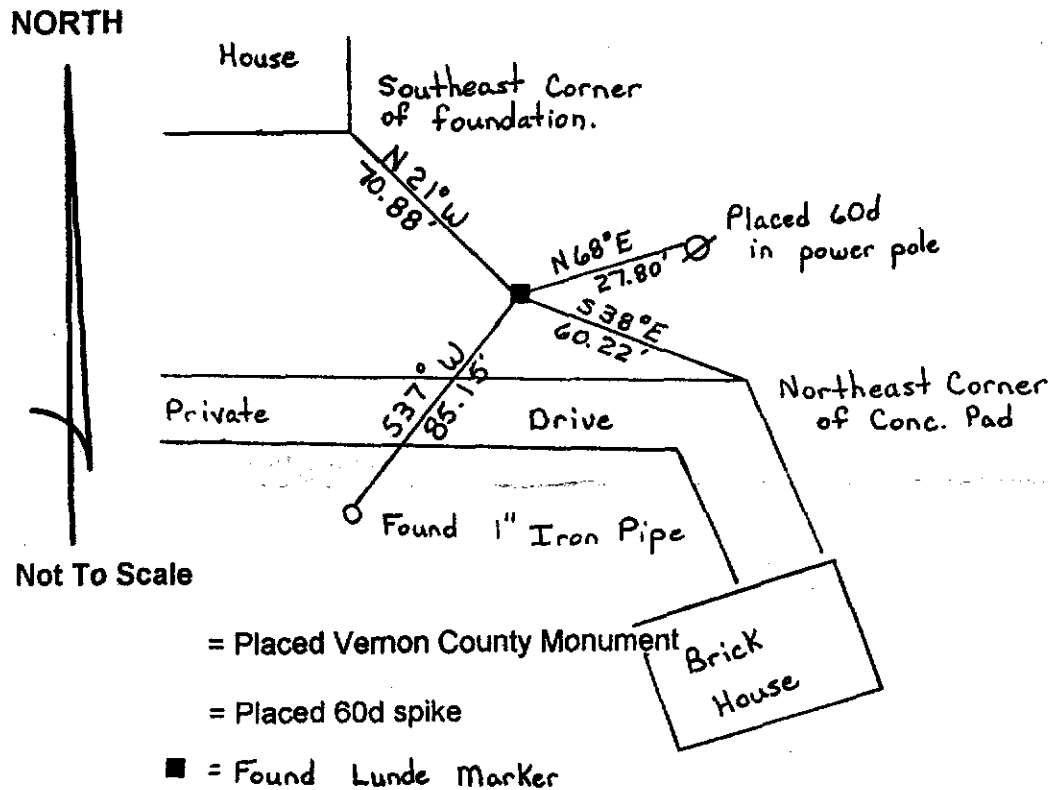 NORTH
House
Southeast Corner
of foundation.
N 21° W
70.88'
Placed 60d
in power pole
N 68° E
27.80'
S 38° E
60.22'
S 37° W
85.15'
Northeast Corner
of Conc. Pad
Private Drive
Found 1" Iron Pipe
Not To Scale
= Placed Vernon County Monument
Brick
House
= Placed 60d spike
■ = Found Lunde Marker